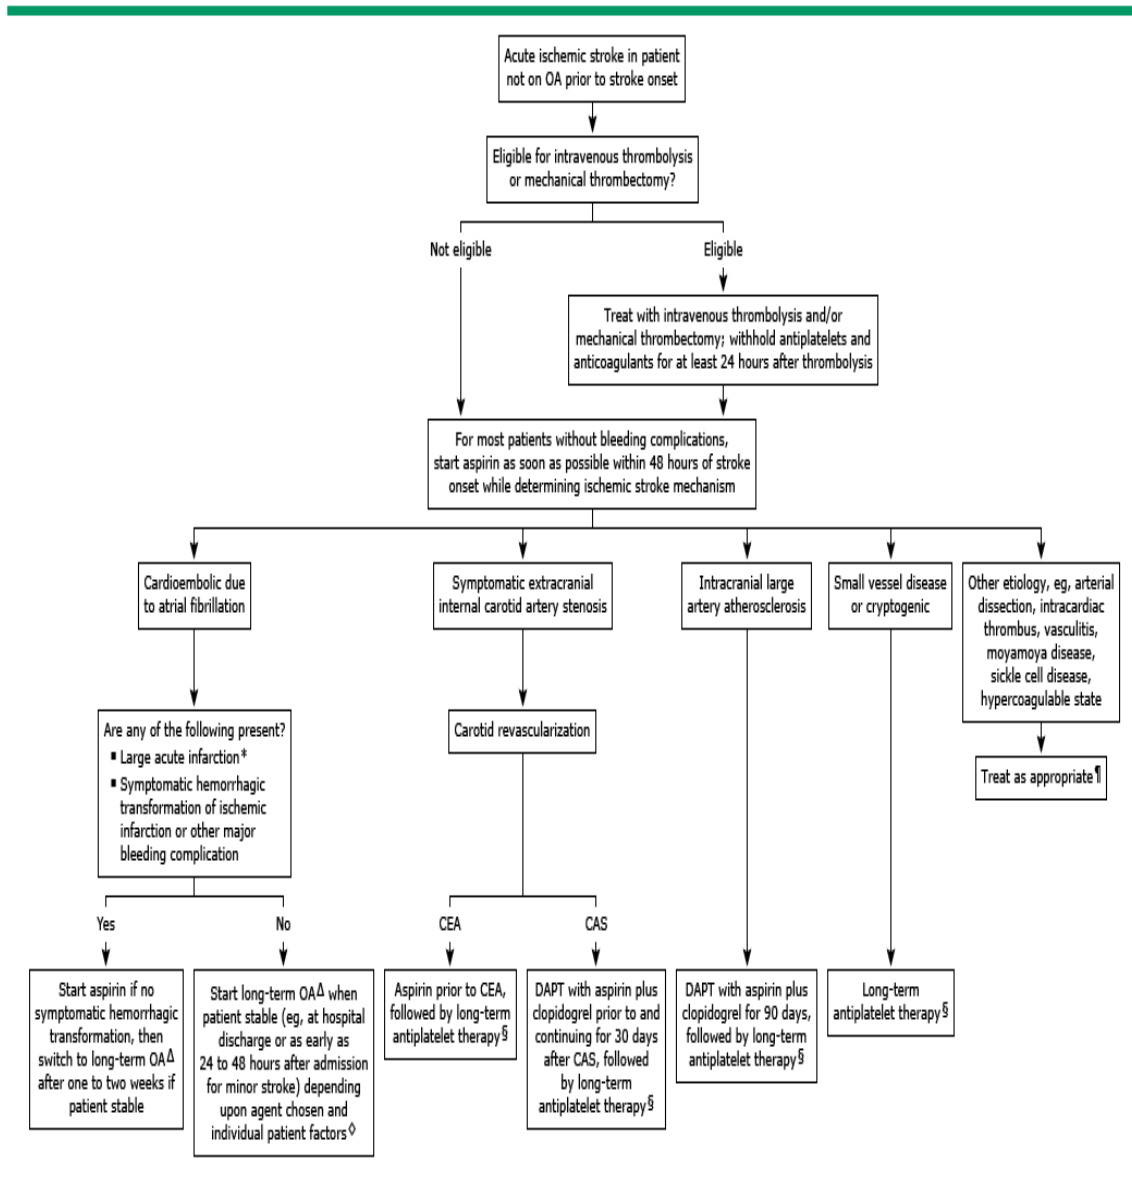 Acute ischemic stroke in patient
not on OA prior to stroke onset
Eligible for intravenous thrombolysis
or mechanical thrombectomy?
Not eligible
Eligible
Treat with intravenous thrombolysis and/or
mechanical thrombectomy; withhold antiplatelets and
anticoagulants for at least 24 hours after thrombolysis
For most patients without bleeding complications,
start aspirin as soon as possible within 48 hours of stroke
onset while determining ischemic stroke mechanism
Cardioembolic due
to atrial fibrillation
Symptomatic extracranial
internal carotid artery stenosis
Intracranial large
artery atherosclerosis
Small vessel disease
or cryptogenic
Other etiology, eg, arterial
dissection, intracardiac
thrombus, vasculitis,
moyamoya disease,
sickle cell disease,
hypercoagulable state
Are any of the following present?
▪ Large acute infarction*
▪ Symptomatic hemorrhagic
transformation of ischemic
infarction or other major
bleeding complication
Carotid revascularization
Treat as appropriate¶
Yes
No
CEA
CAS
Start aspirin if no
symptomatic hemorrhagic
transformation, then
switch to long-term OAΔ
after one to two weeks if
patient stable
Start long-term OAΔ when
patient stable (eg, at hospital
discharge or as early as
24 to 48 hours after admission
for minor stroke) depending
upon agent chosen and
individual patient factors◊
Aspirin prior to CEA,
followed by long-term
antiplatelet therapy§
DAPT with aspirin plus
clopidogrel prior to and
continuing for 30 days
after CAS, followed
by long-term
antiplatelet therapy§
DAPT with aspirin plus
clopidogrel for 90 days,
followed by long-term
antiplatelet therapy§
Long-term
antiplatelet therapy§